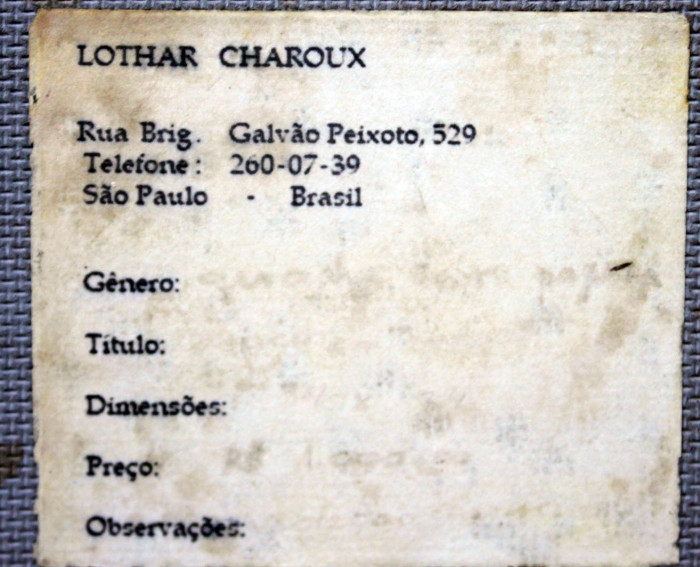 LOTHAR CHAROUX
Rua Brig. Galvão Peixoto, 529
Telefone: 260-07-39
São Paulo - Brasil
Gênero:
Título:
Dimensões:
Preço:
Observações: